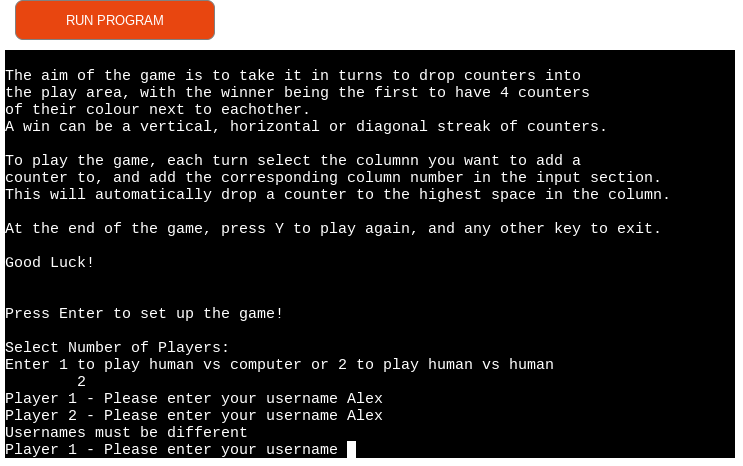 RUN PROGRAM
The aim of the game is to take it in turns to drop counters into
the play area, with the winner being the first to have 4 counters
of their colour next to eachother.
A win can be a vertical, horizontal or diagonal streak of counters.
To play the game, each turn select the columnn you want to add a
counter to, and add the corresponding column number in the input section.
This will automatically drop a counter to the highest space in the column.
At the end of the game, press Y to play again, and any other key to exit.
Good Luck!
Press Enter to set up the game!
Select Number of Players:
Enter 1 to play human vs computer or 2 to play human vs human
2
Player 1 - Please enter your username Alex
Player 2 - Please enter your username Alex
Usernames must be different
Player 1 - Please enter your username